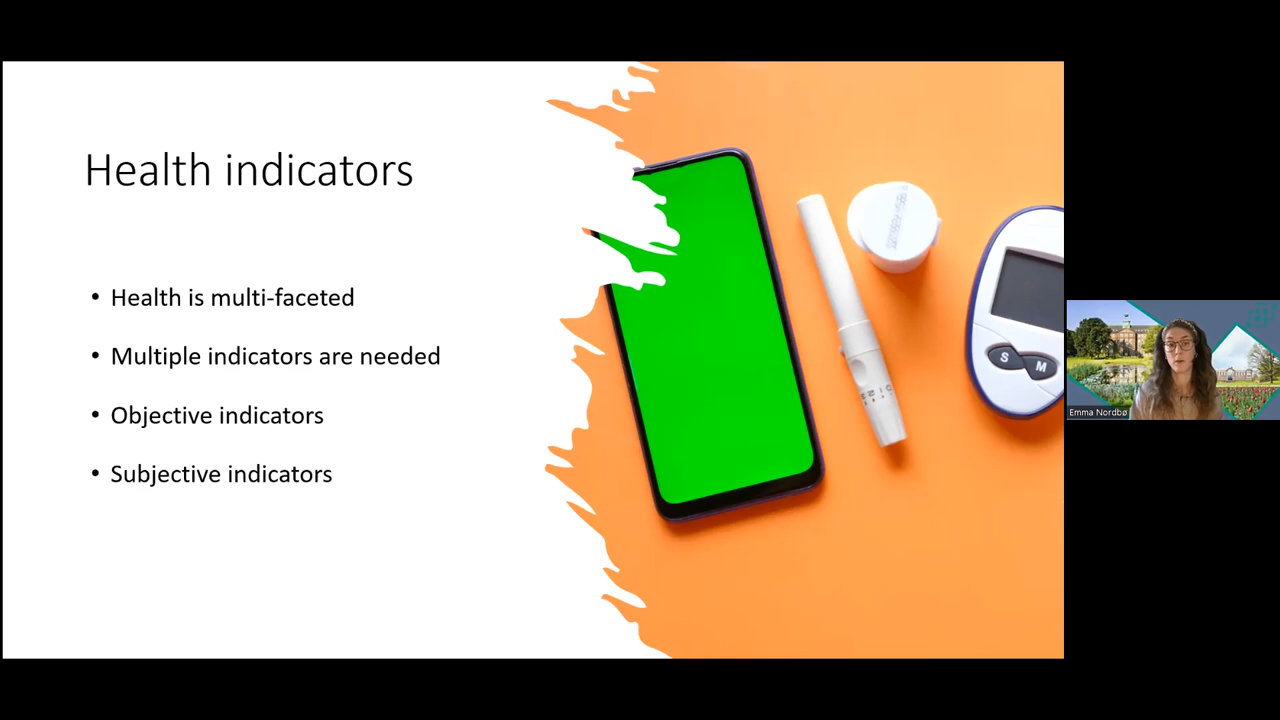 Health indicators
• Health is multi-faceted
• Multiple indicators are needed
• Objective indicators
• Subjective indicators
S
M
Emma Nordbø